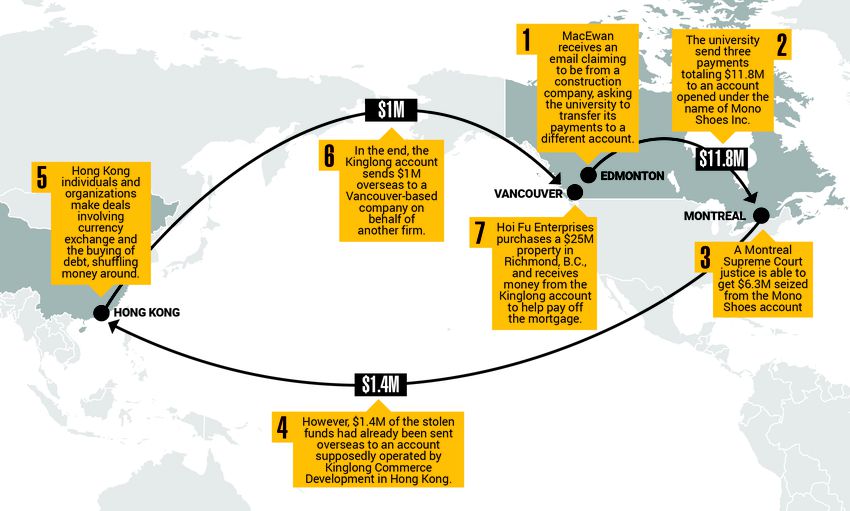 1
MacEwan
receives an
email claiming
to be from a
construction
company, asking
the university to
transfer its
payments to a
different account.
2
The university
send three
payments
totaling $11.8M
to an account
opened under the
name of Mono
Shoes Inc.
$11.8M
EDMONTON
VANCOUVER
MONTREAL
3
A Montreal
Supreme Court
justice is able to
get $6.3M seized
from the Mono
Shoes account
$1.4M
4
However, $1.4M of the stolen
funds had already been sent
overseas to an account
supposedly operated by
Kinglong Commerce
Development in Hong Kong.
5
Hong Kong
individuals and
organizations
make deals
involving
currency
exchange and
the buying of
debt, shuffling
money around.
HONG KONG
$1M
6
In the end, the
Kinglong account
sends $1M
overseas to a
Vancouver-based
company on
behalf of
another firm.
7
Hoi Fu Enterprises
purchases a $25M
property in
Richmond, B.C.,
and receives
money from the
Kinglong account
to help pay off
the mortgage.